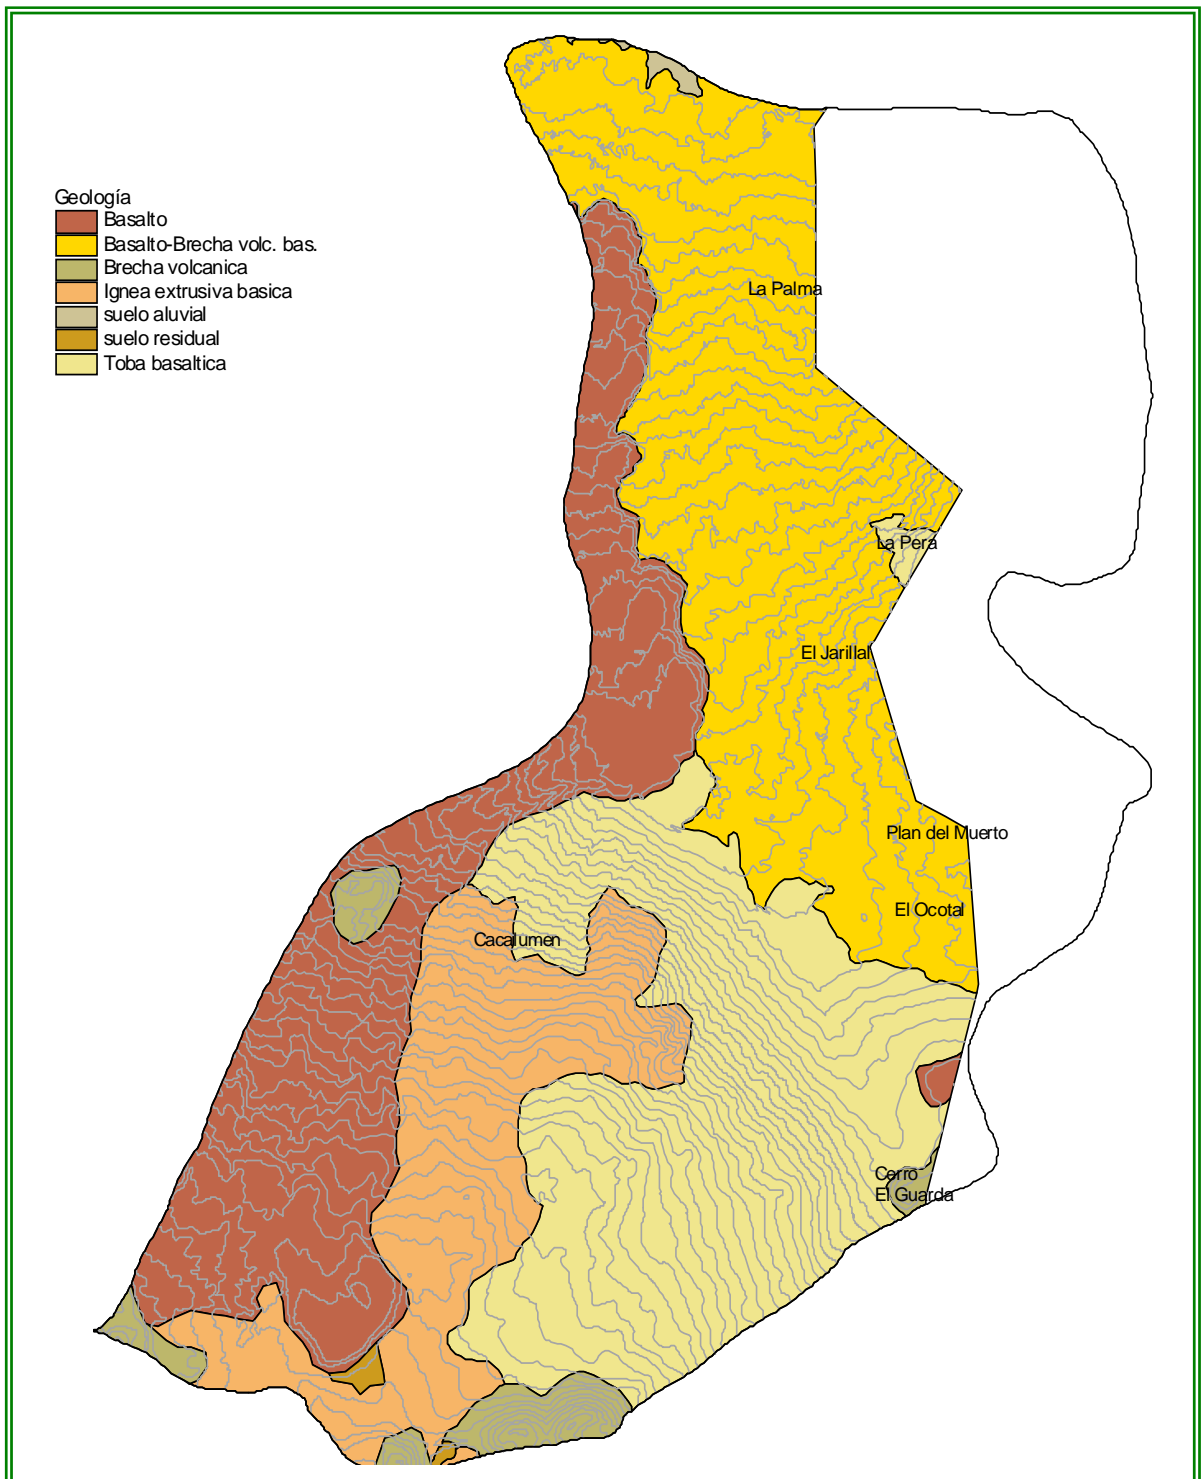 Geología
Basalto
Basalto-Brecha volc. bas.
Brecha volcanica
Ignea extrusiva basica
suelo aluvial
suelo residual
Toba basaltica
La Palma
La Pera
El Jarillal
Plan del Muerto
El Ocotal
Cacalumen
Cerro
El Guarda